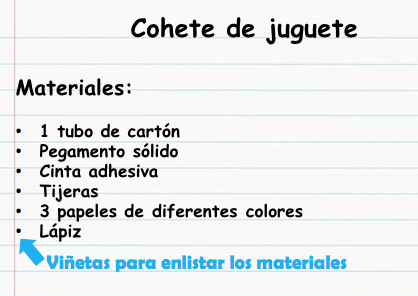 Cohete de juguete
Materiales:
• 1 tubo de cartón
• Pegamento sólido
• Cinta adhesiva
• Tijeras
• 3 papeles de diferentes colores
• Lápiz
Viñetas para enlistar los materiales